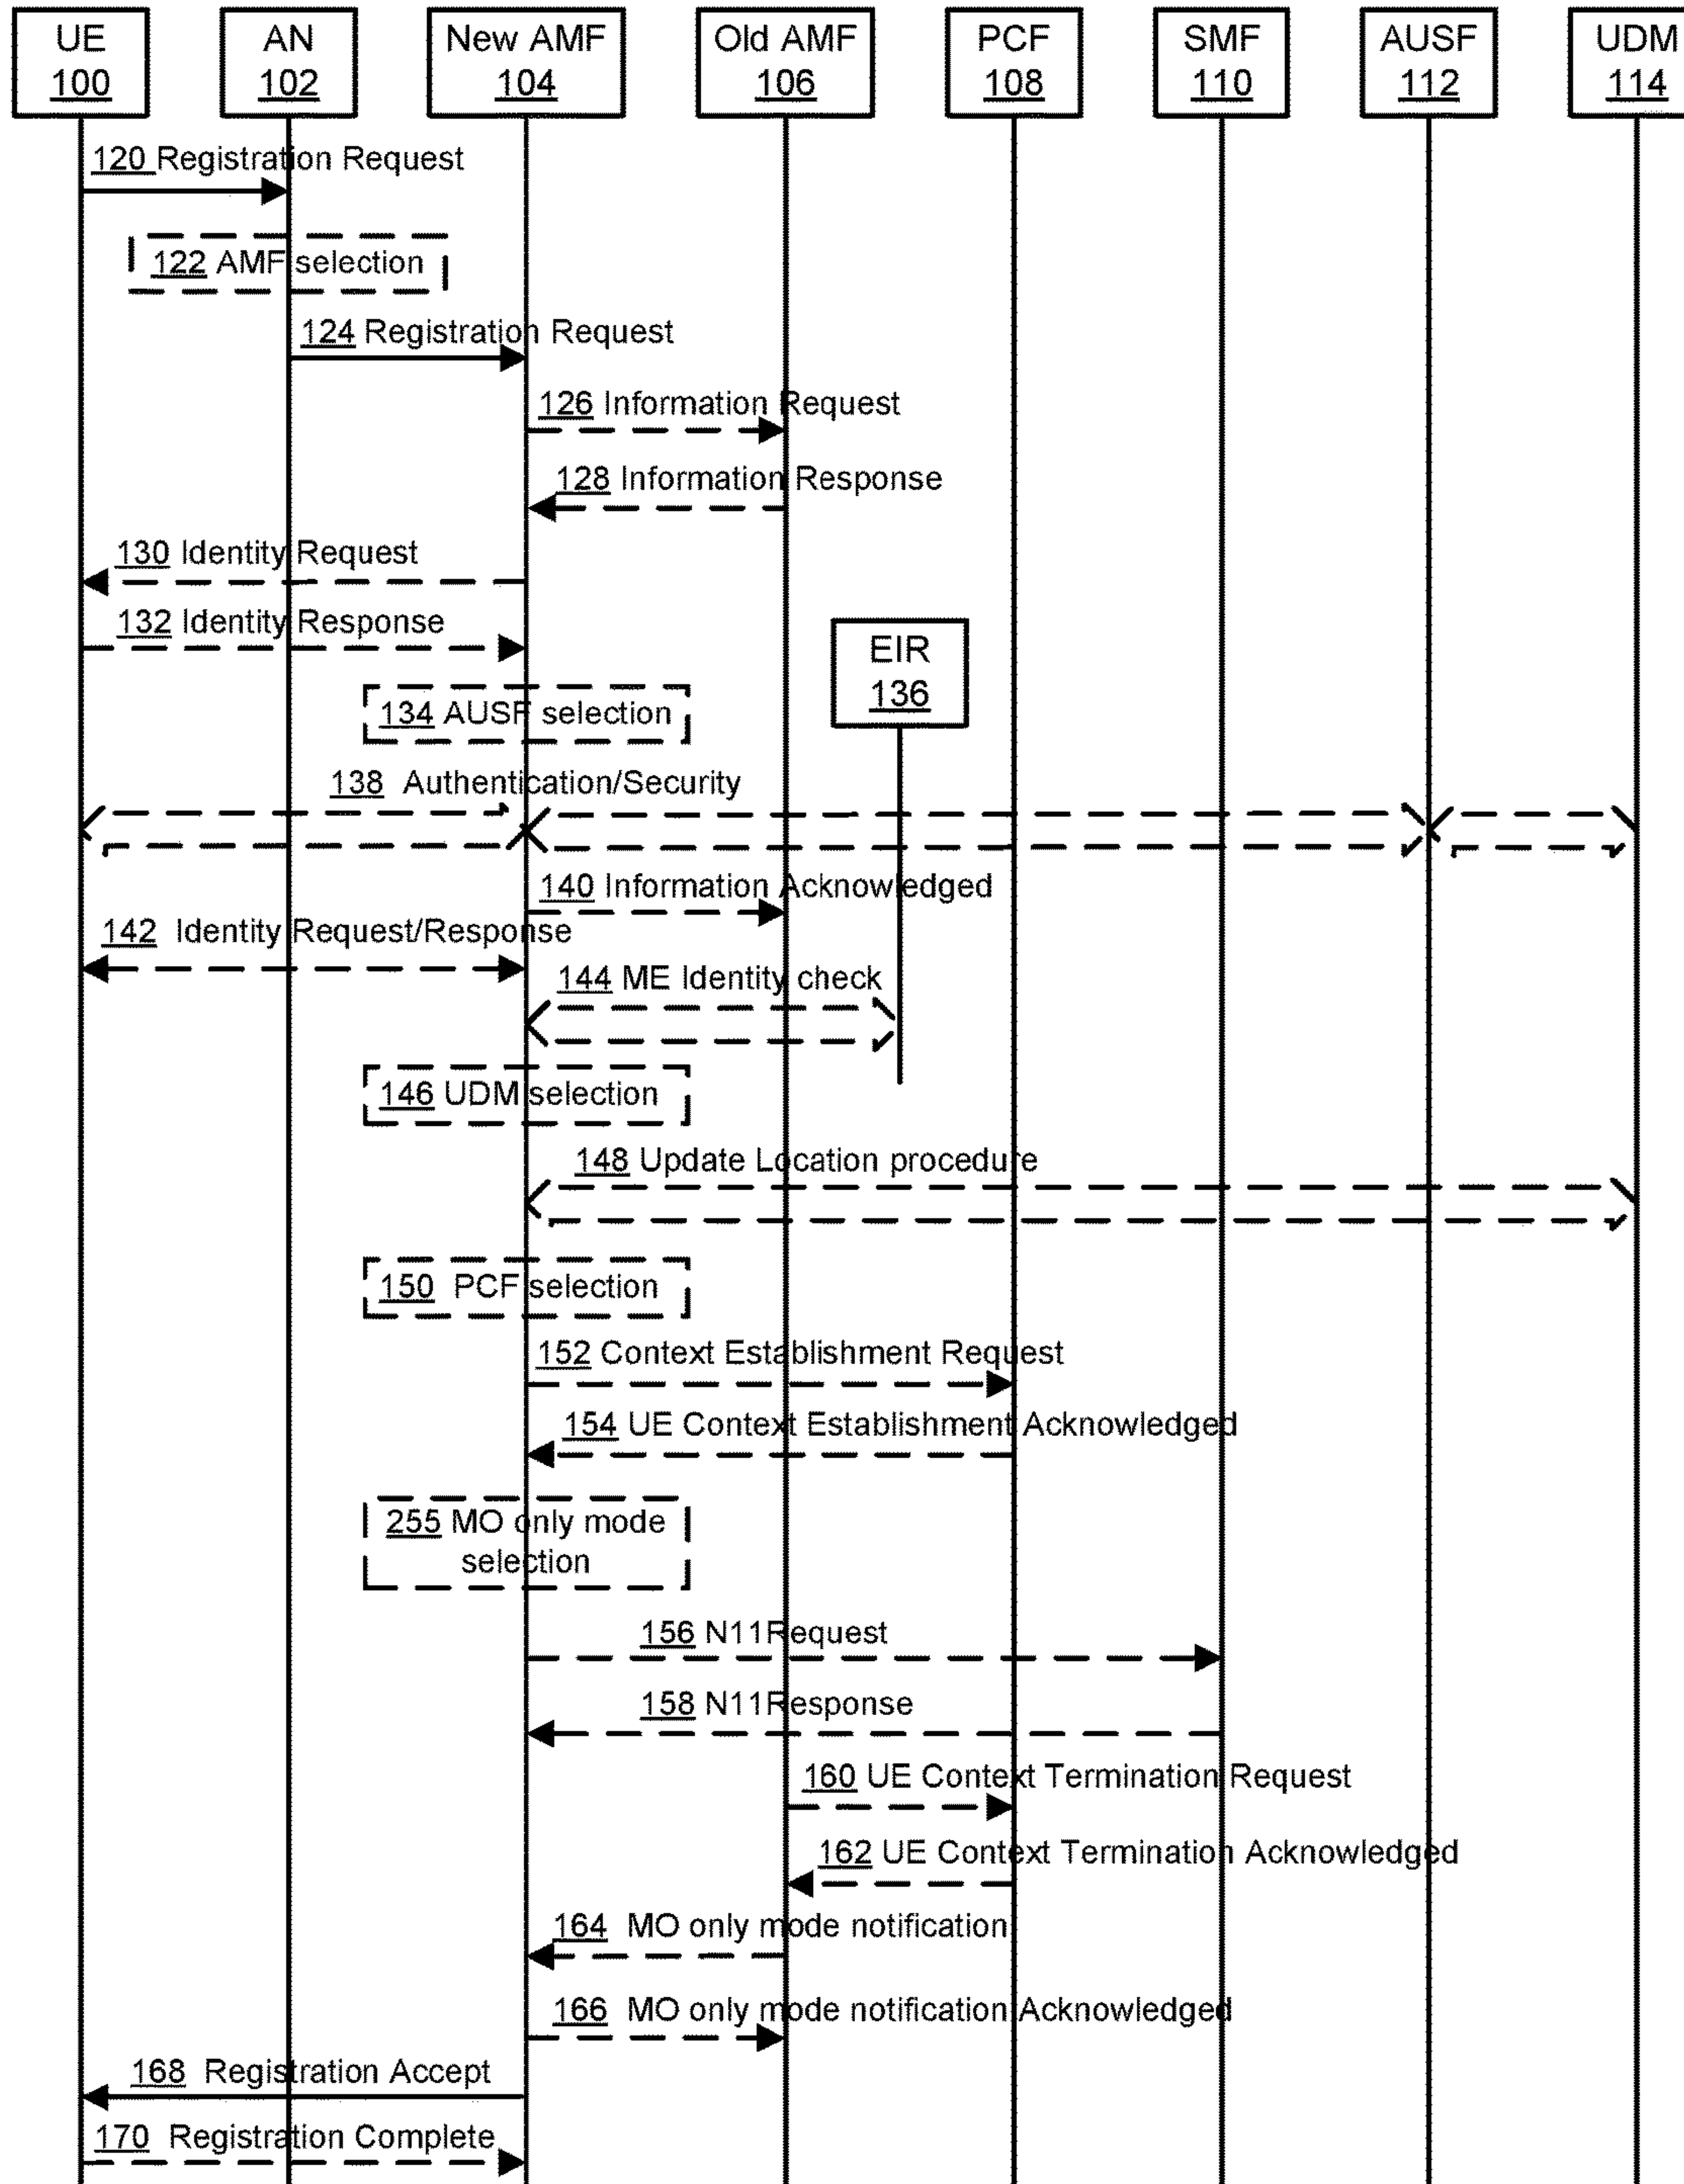 UE
100
AN
102
New AMF
104
Old AMF
106
PCF
108
SMF
110
AUSF
112
UDM
114
120 Registration Request
122 AMF selection
124 Registration Request
126 Information Request
128 Information Response
130 Identity Request
132 Identity Response
EIR
136
134 AUSF selection
138 Authentication/Security
140 Information Acknowledged
142 Identity Request/Response
144 ME Identity check
146 UDM selection
148 Update Location procedure
150 PCF selection
152 Context Establishment Request
154 UE Context Establishment Acknowledged
255 MO only mode
selection
156 N11Request
158 N11Response
160 UE Context Termination Request
162 UE Context Termination Acknowledged
164 MO only mode notification
166 MO only mode notification Acknowledged
168 Registration Accept
170 Registration Complete